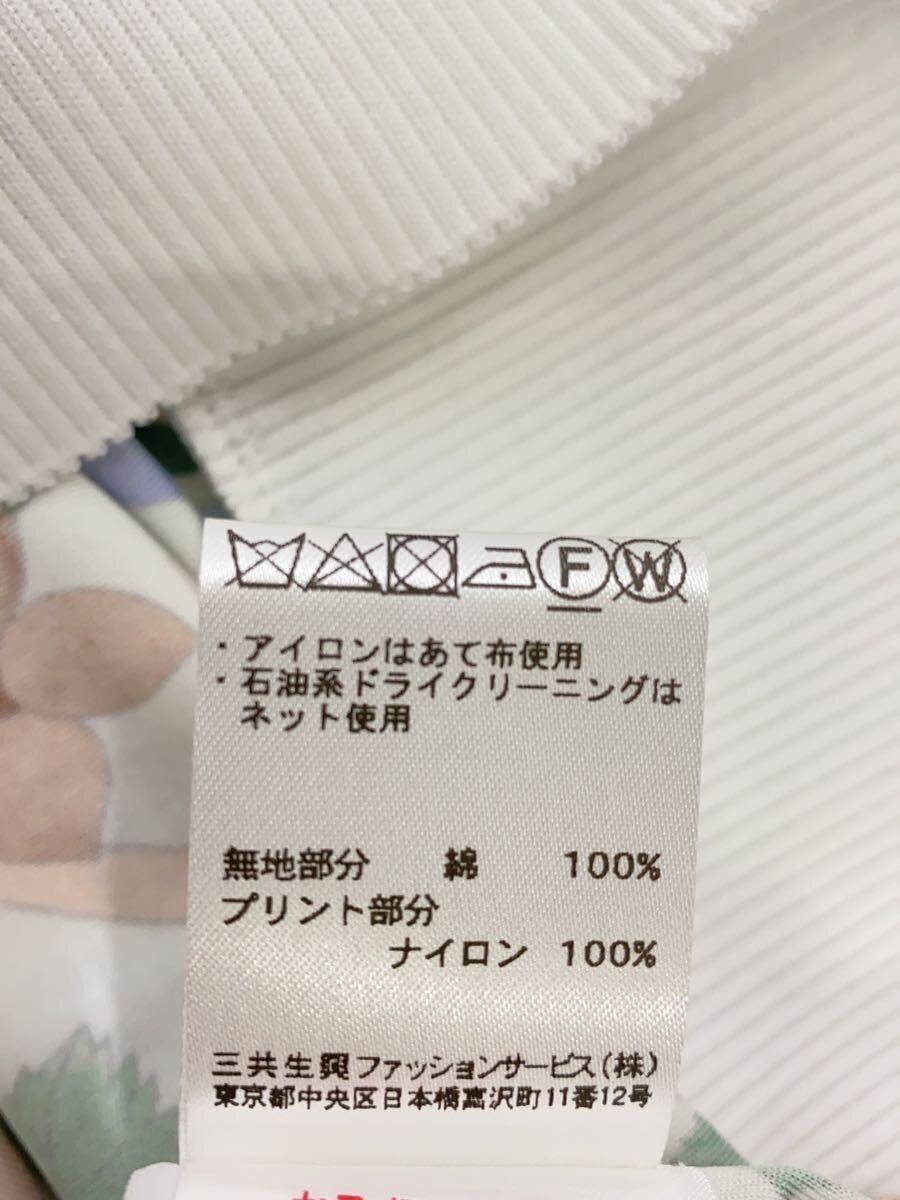 F W
・アイロンはあて布使用
・石油系ドライクリーニングは
ネット使用
無地部分 綿 100%
プリント部分
ナイロン 100%
三共生興ファッションサービス(株)
東京都中央区日本橋富沢町11番12号